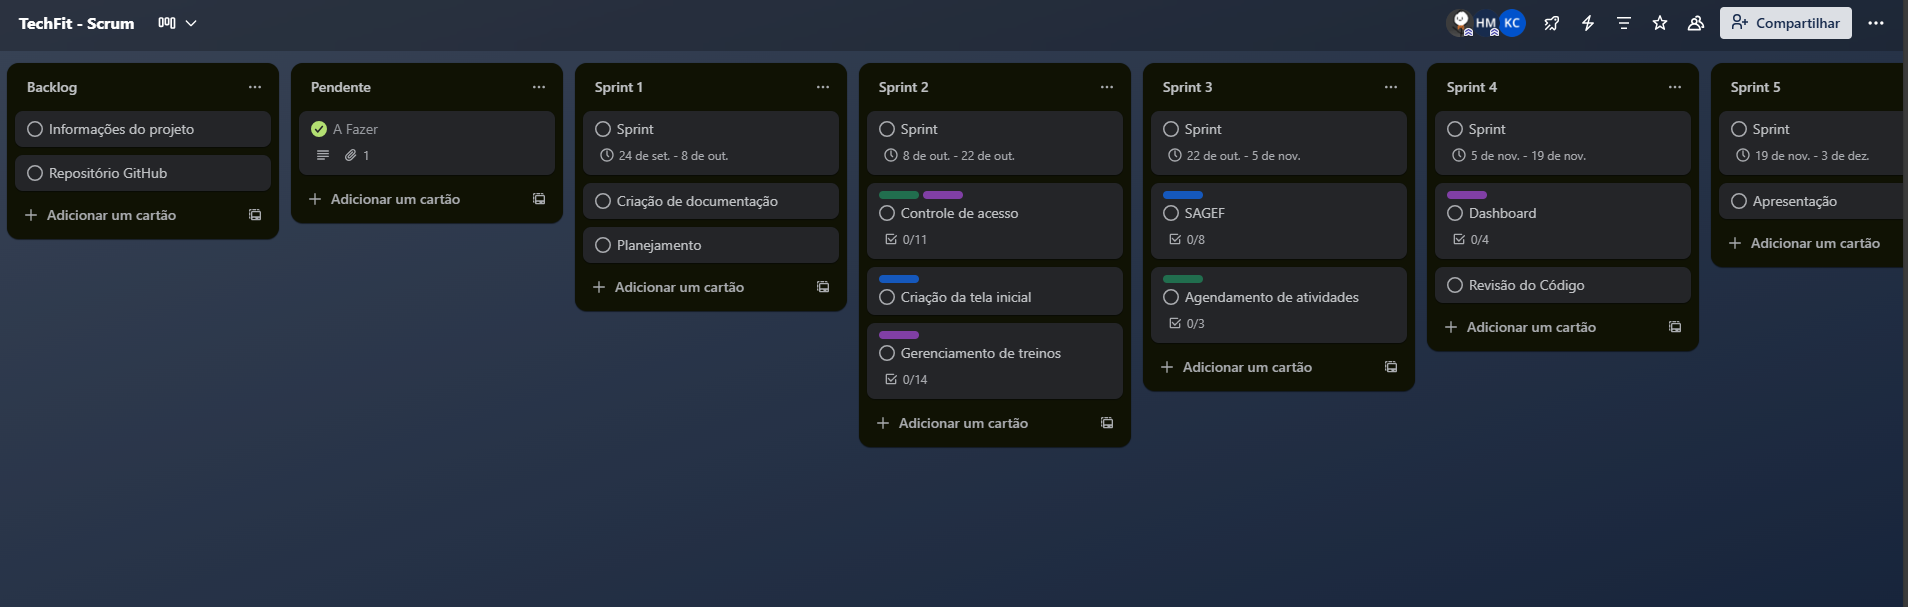 TechFit - Scrum
HM
KC
Compartilhar
Backlog
Informações do projeto
Repositório GitHub
Adicionar um cartão
Pendente
A Fazer
1
Adicionar um cartão
Sprint 1
Sprint
24 de set. - 8 de out.
Criação de documentação
Planejamento
Adicionar um cartão
Sprint 2
Sprint
8 de out. - 22 de out.
Controle de acesso
0/11
Criação da tela inicial
Gerenciamento de treinos
0/14
Adicionar um cartão
Sprint 3
Sprint
22 de out. - 5 de nov.
SAGEF
0/8
Agendamento de atividades
0/3
Adicionar um cartão
Sprint 4
Sprint
5 de nov. - 19 de nov.
Dashboard
0/4
Revisão do Código
Adicionar um cartão
Sprint 5
Sprint
19 de nov. - 3 de dez.
Apresentação
Adicionar um cartão